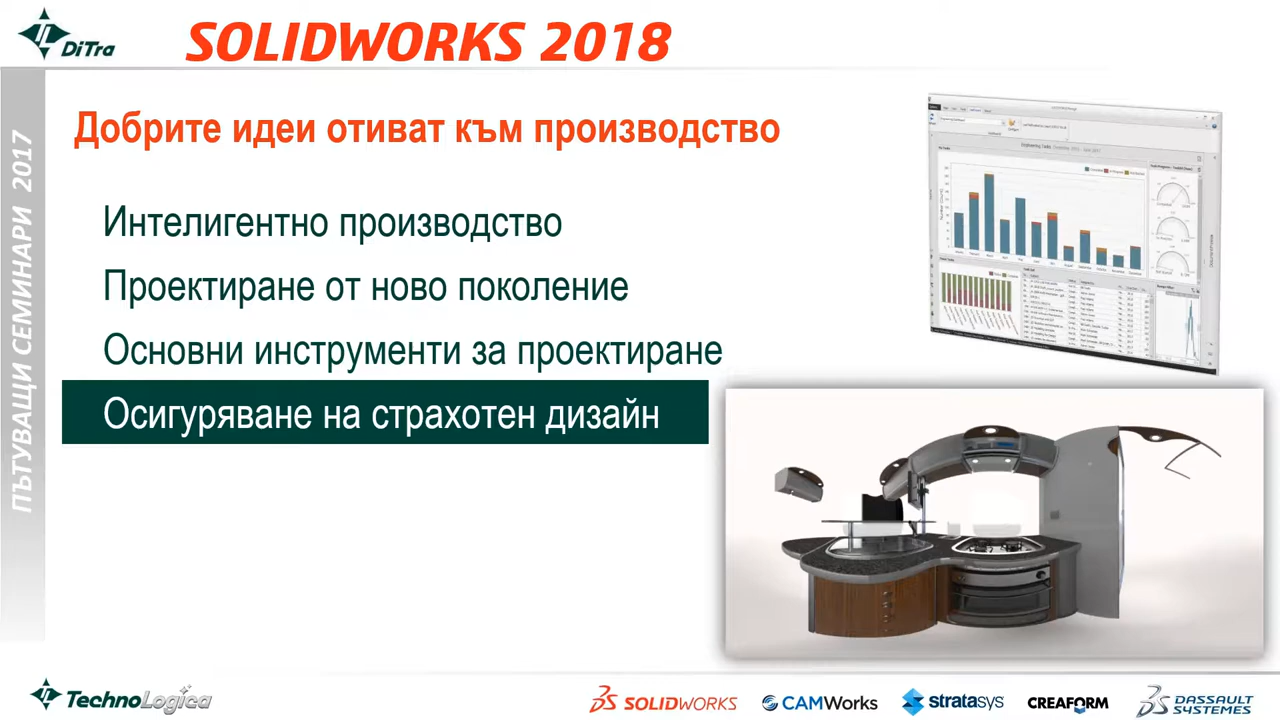 DiTra
SOLIDWORKS 2018
ПЪТУВАЩИ СЕМИНАРИ 2017
Добрите идеи отиват към производство
Интелигентно производство
Проектиране от ново поколение
Основни инструменти за проектиране
Осигуряване на страхотен дизайн
TechnoLogica
SOLIDWORKS
CAMWorks
stratasys
CREAFORM
DASSAULT
SYSTEMES